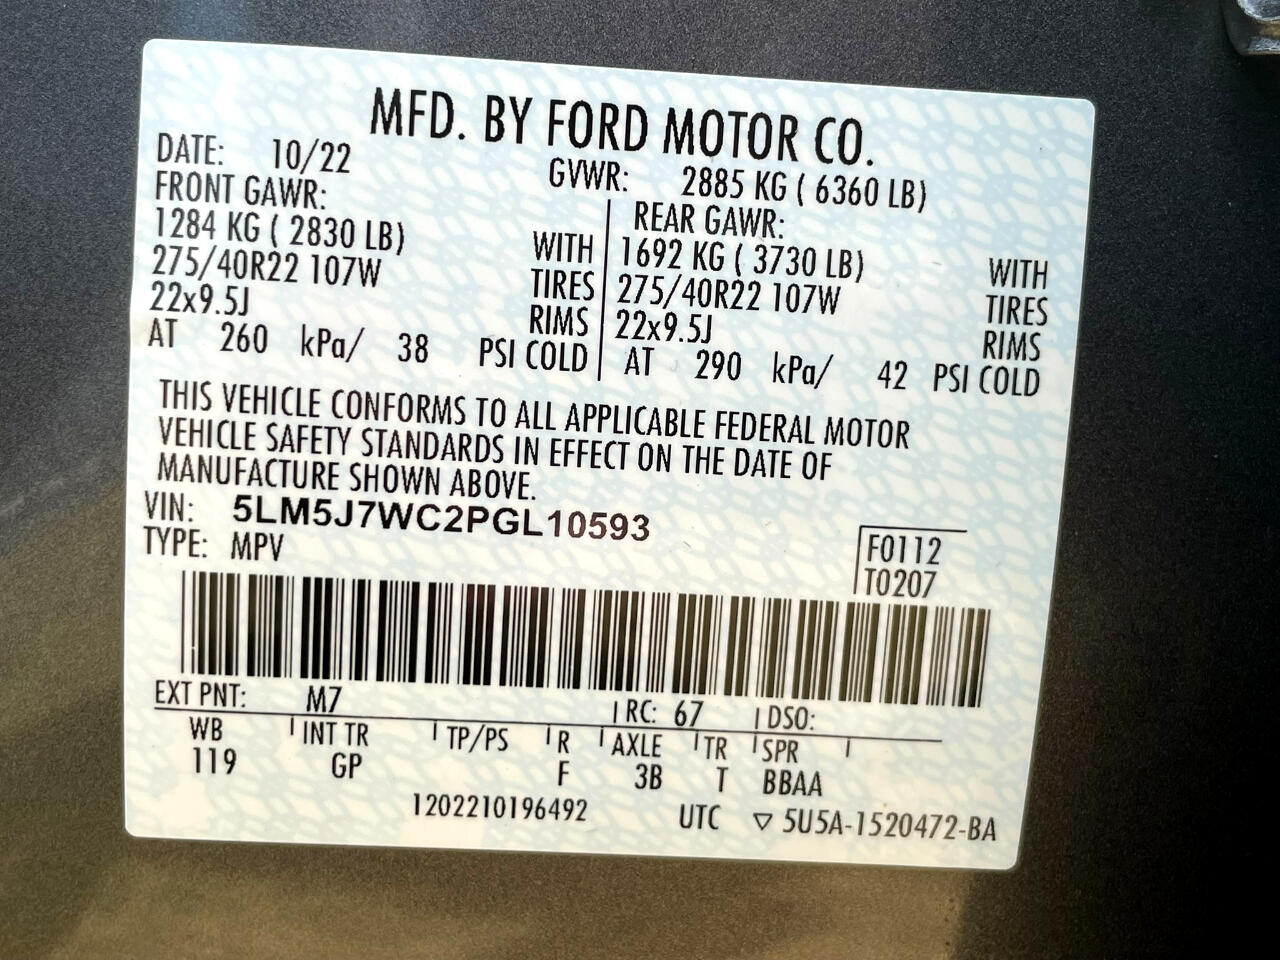 MFD. BY FORD MOTOR CO.
DATE: 10/22 GVWR: 2885 KG ( 6360 LB)
FRONT GAWR: REAR GAWR:
1284 KG ( 2830 LB) WITH 1692 KG ( 3730 LB) WITH
275/40R22 107W TIRES 275/40R22 107W TIRES
22x9.5J RIMS 22x9.5J RIMS
AT 260 kPa/ 38 PSI COLD AT 290 kPa/ 42 PSI COLD
THIS VEHICLE CONFORMS TO ALL APPLICABLE FEDERAL MOTOR
VEHICLE SAFETY STANDARDS IN EFFECT ON THE DATE OF
MANUFACTURE SHOWN ABOVE.
VIN: 5LM5J7WC2PGL10593
TYPE: MPV
F0112
T0207
EXT PNT: M7 RC: 67 DSO:
WB INT TR TP/PS R AXLE TR SPR
119 GP F 3B T BBAA
1202210196492 UTC ▽ 5U5A-1520472-BA